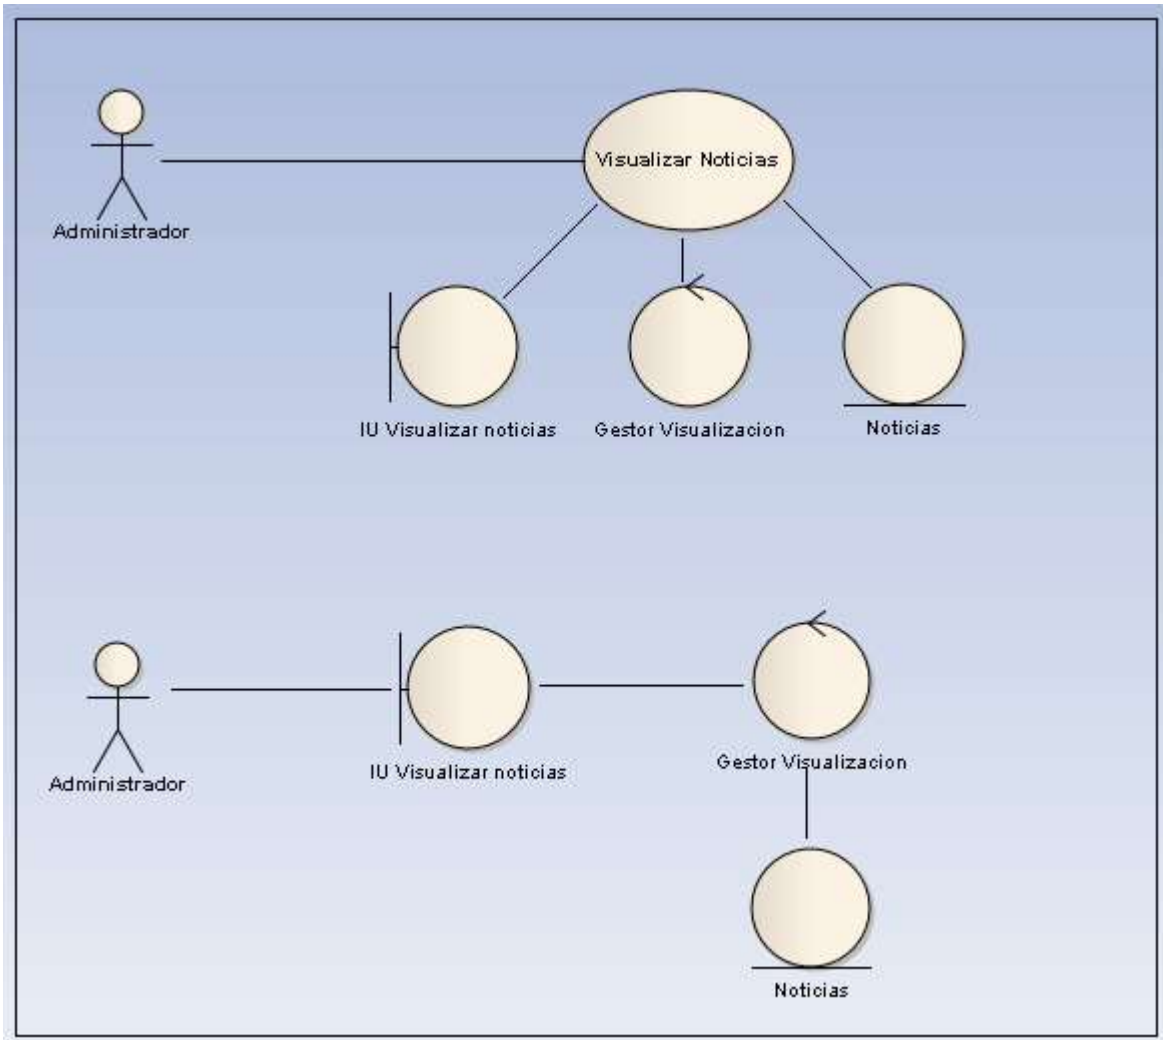 Visualizar Noticias
Administrador
IU Visualizar noticias
Gestor Visualizacion
Noticias
Administrador
IU Visualizar noticias
Gestor Visualizacion
Noticias